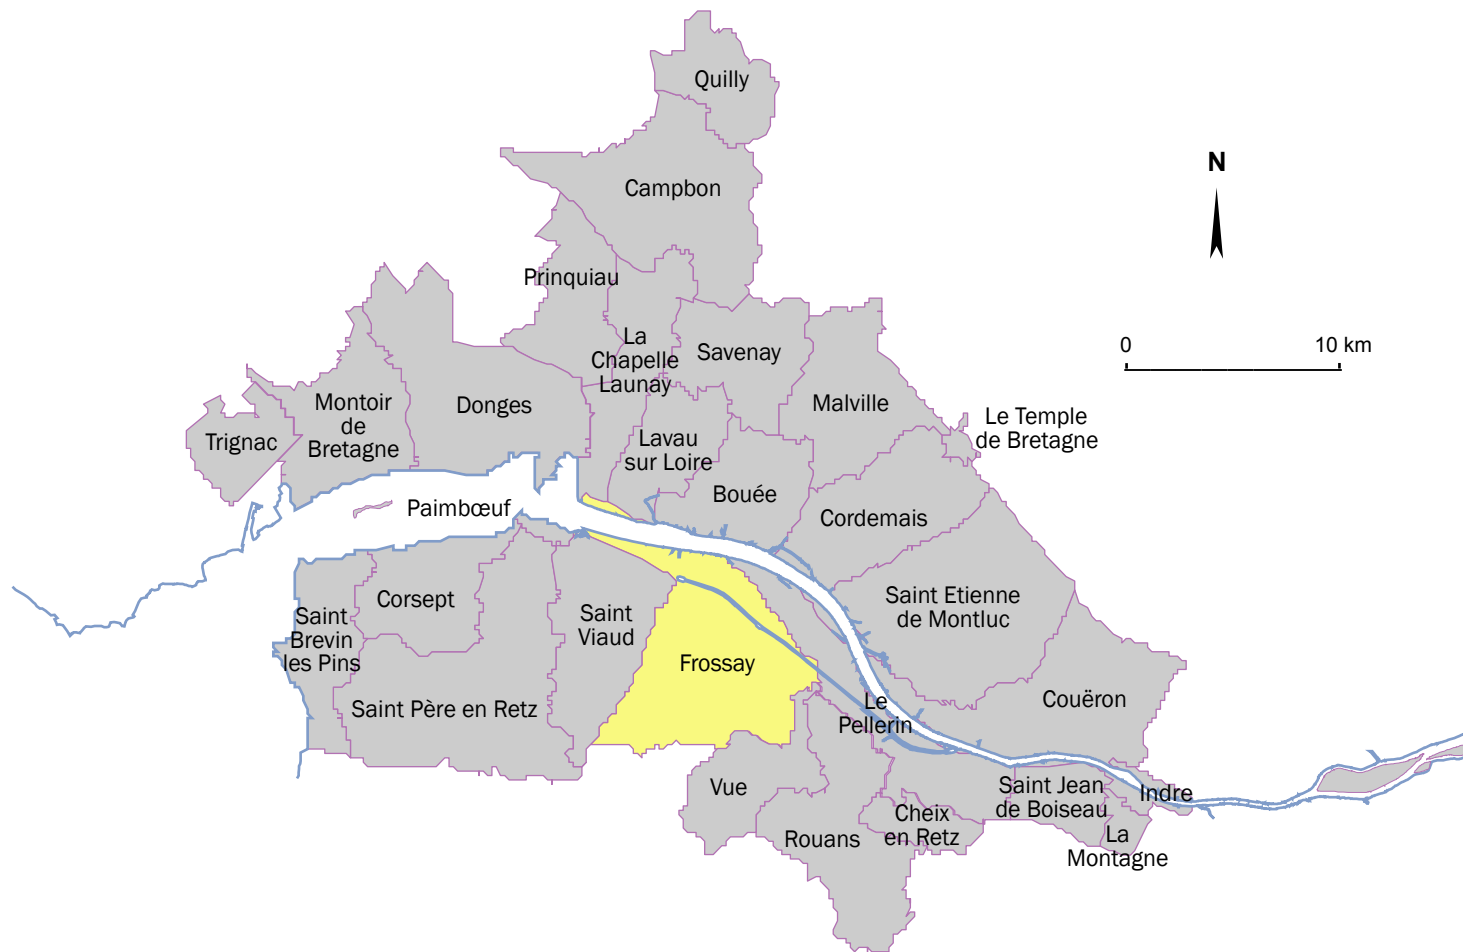 Quilly
N
Campbon
Prinquiau
La
Chapelle
Launay
Savenay
0 10 km
Malville
Le Temple
de Bretagne
Montoir
de
Bretagne
Donges
Trignac
Lavau
sur Loire
Bouée
Cordemais
Paimbœuf
Saint Etienne
de Montluc
Corsept
Saint
Brevin
les Pins
Saint
Viaud
Frossay
Saint Père en Retz
Le
Pellerin
Couëron
Vue
Rouans
Cheix
en Retz
Saint Jean
de Boiseau
Indre
La
Montagne